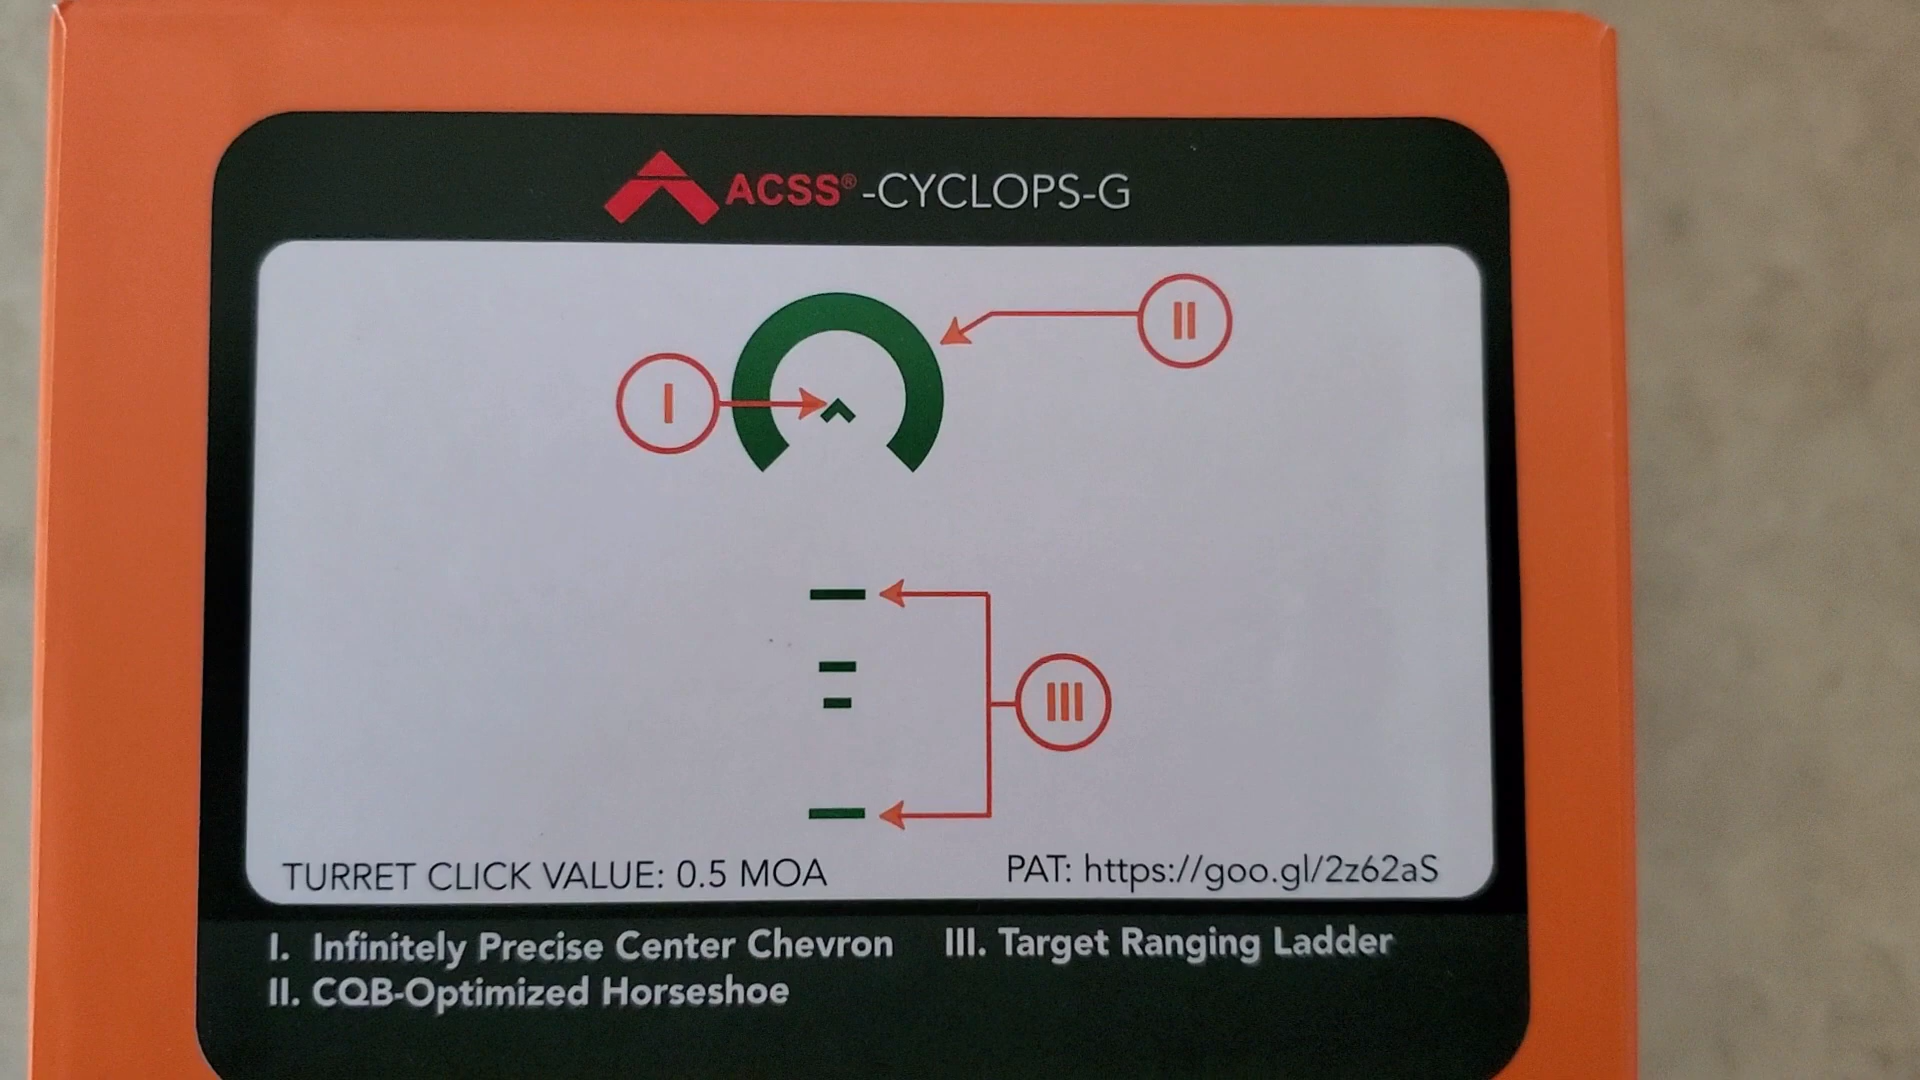 ACSS®-CYCLOPS-G
II
I
III
TURRET CLICK VALUE: 0.5 MOA PAT: https://goo.gl/2z62aS
I. Infinitely Precise Center Chevron III. Target Ranging Ladder
II. CQB-Optimized Horseshoe